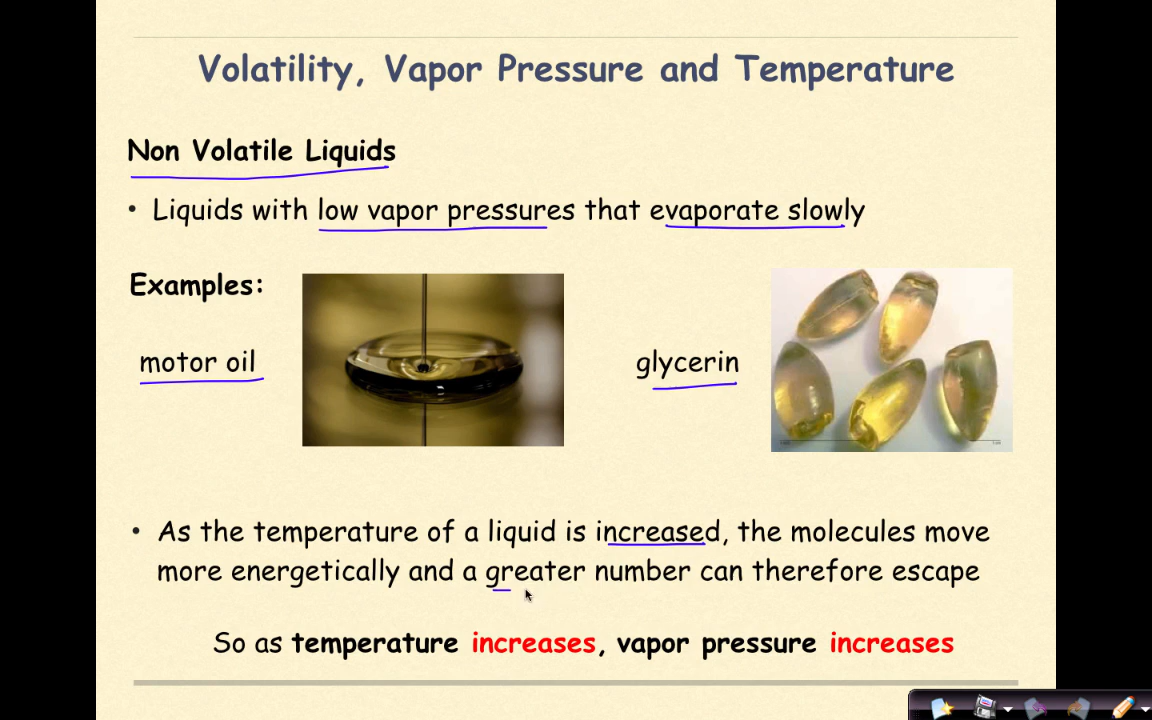 Volatility, Vapor Pressure and Temperature
Non Volatile Liquids
• Liquids with low vapor pressures that evaporate slowly
Examples:
motor oil
glycerin
• As the temperature of a liquid is increased, the molecules move
more energetically and a greater number can therefore escape
So as temperature increases, vapor pressure increases